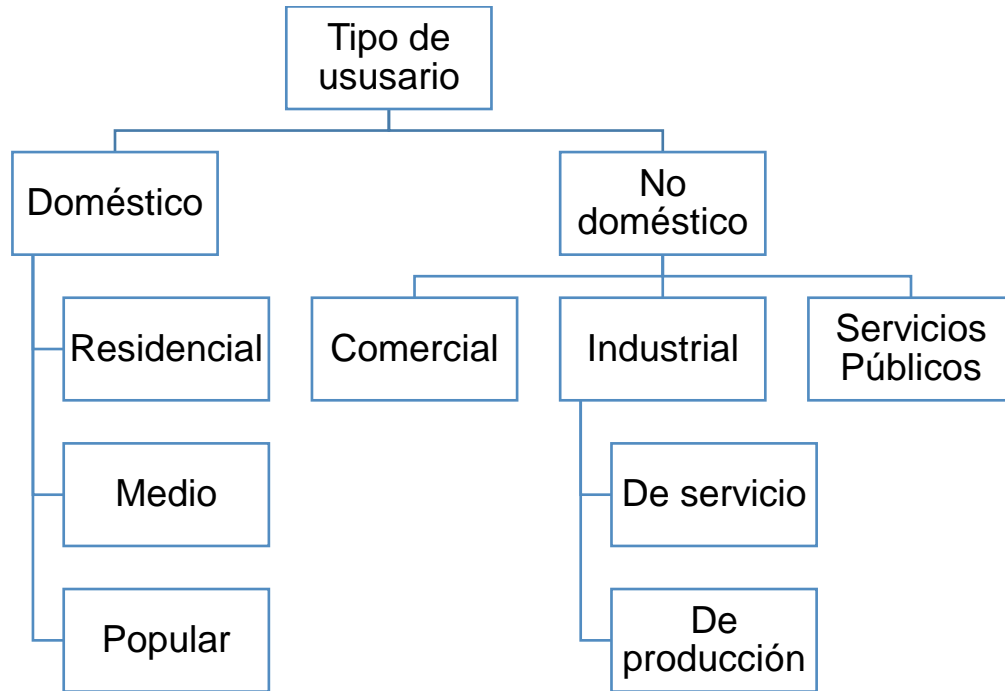 Tipo de
ususario
Doméstico
No
doméstico
Residencial
Comercial
Industrial
Servicios
Públicos
Medio
De servicio
Popular
De
producción